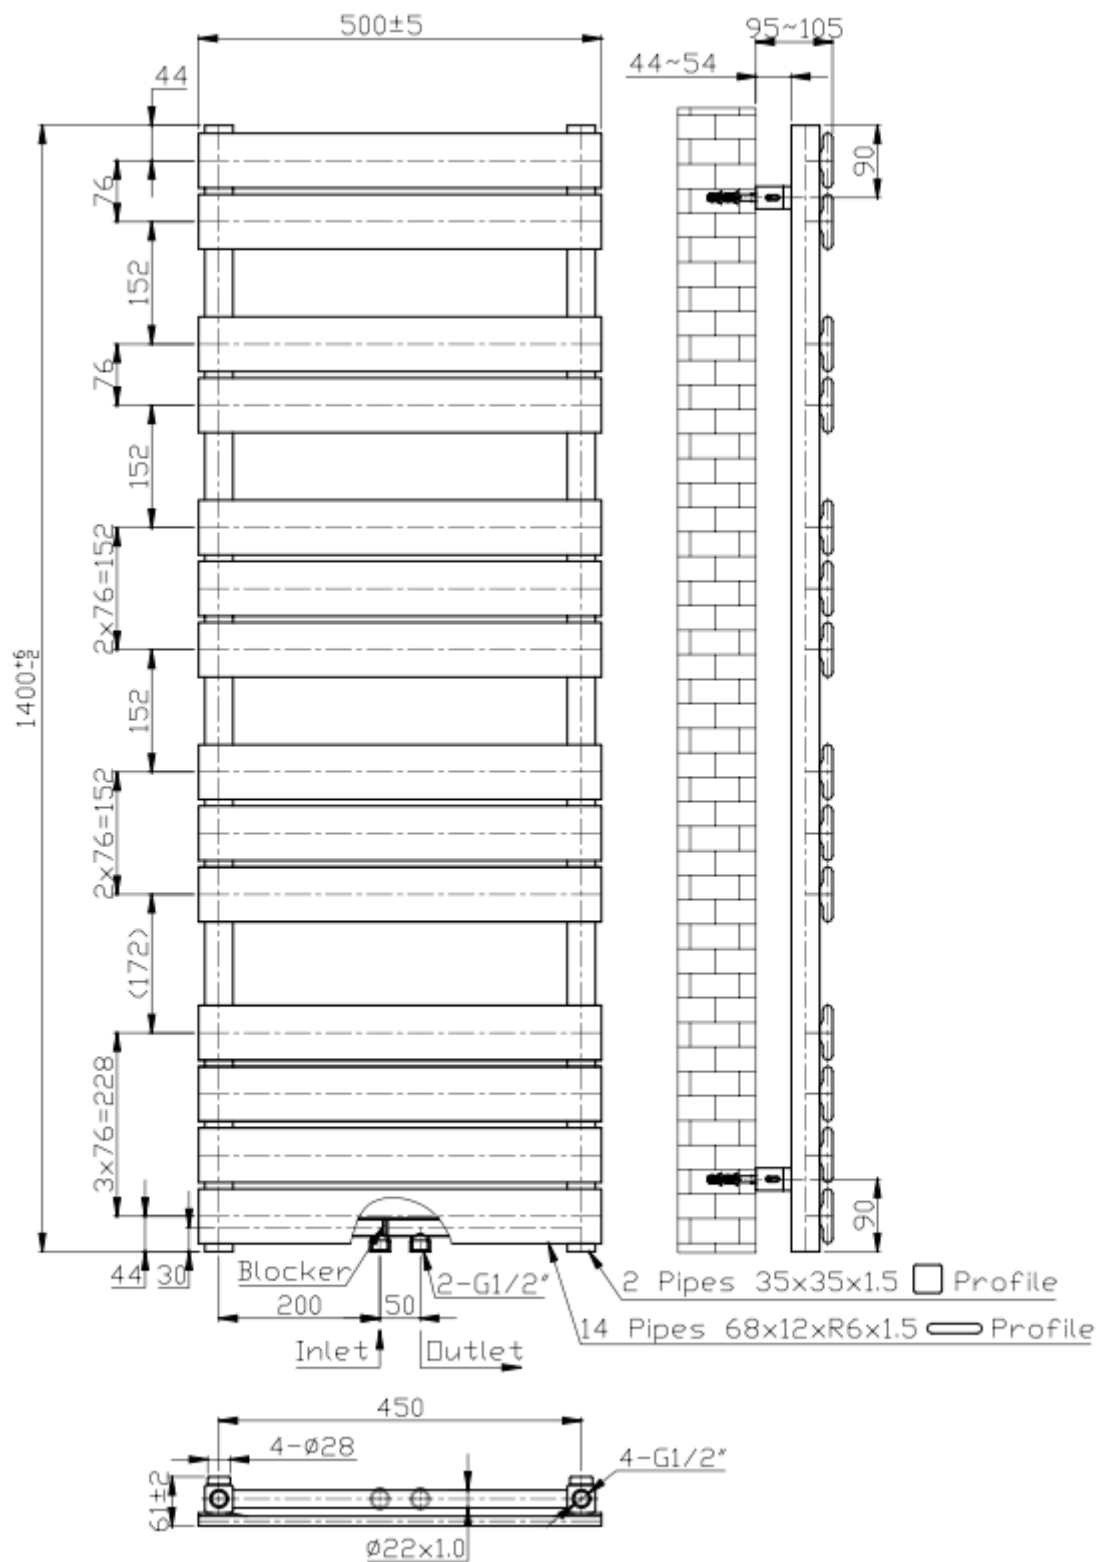 500±5
95~105
44~54
44
90
76
152
76
152
2x76=152
1400+6-2
152
2x76=152
(172)
3x76=228
90
44
30
Blocker
2-G1/2"
2 Pipes 35x35x1.5 Profile
200
50
14 Pipes 68x12xR6x1.5 Profile
Inlet
Outlet
450
4-Ø28
4-G1/2"
61±2
Ø22x1.0